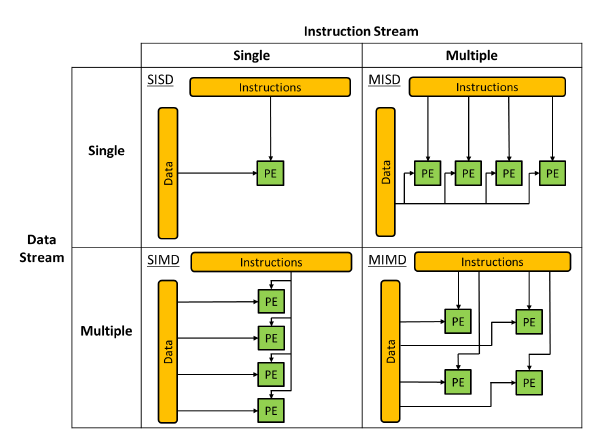 Instruction Stream
Single
Multiple
Data
Stream
Single
SISD
Instructions
Data
PE
MISD
Instructions
Data
PE
PE
PE
PE
Multiple
SIMD
Instructions
Data
PE
PE
PE
PE
MIMD
Instructions
Data
PE
PE
PE
PE